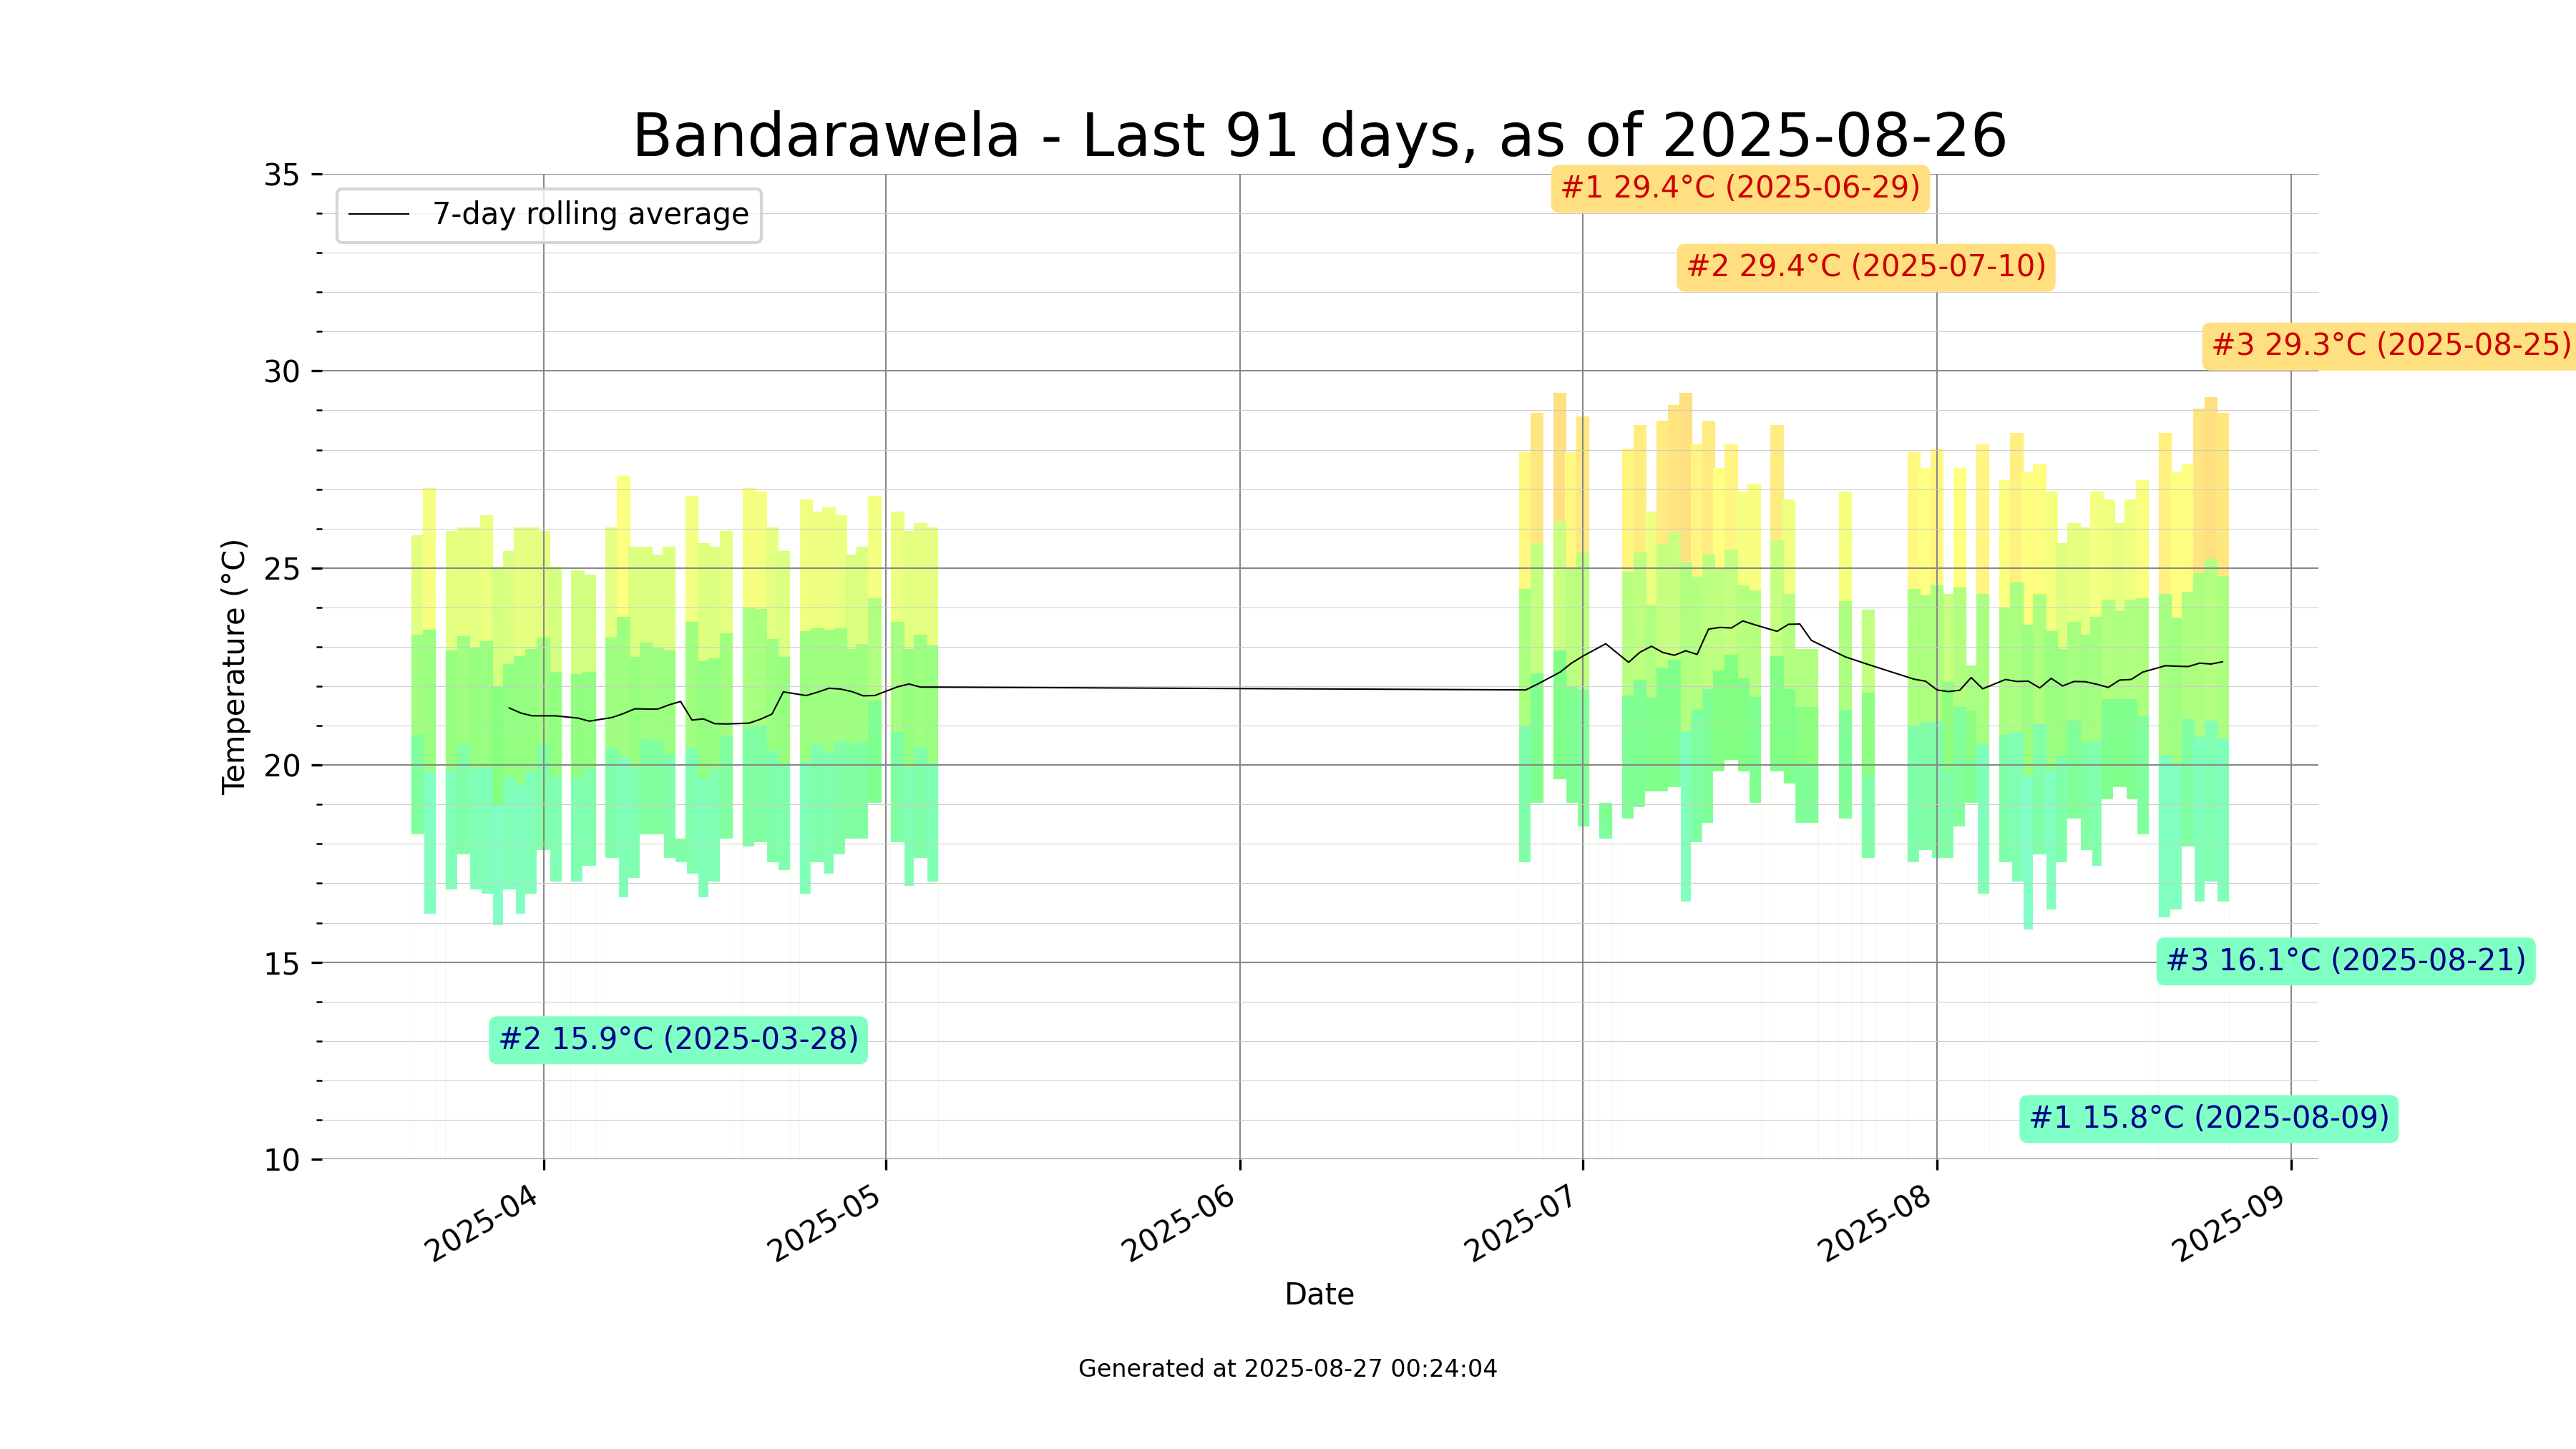 Bandarawela - Last 91 days, as of 2025-08-26
35
30
25
20
15
10
Temperature (°C)
7-day rolling average
#1 29.4°C (2025-06-29)
#2 29.4°C (2025-07-10)
#3 29.3°C (2025-08-25)
#3 16.1°C (2025-08-21)
#2 15.9°C (2025-03-28)
#1 15.8°C (2025-08-09)
2025-04
2025-05
2025-06
2025-07
2025-08
2025-09
Date
Generated at 2025-08-27 00:24:04